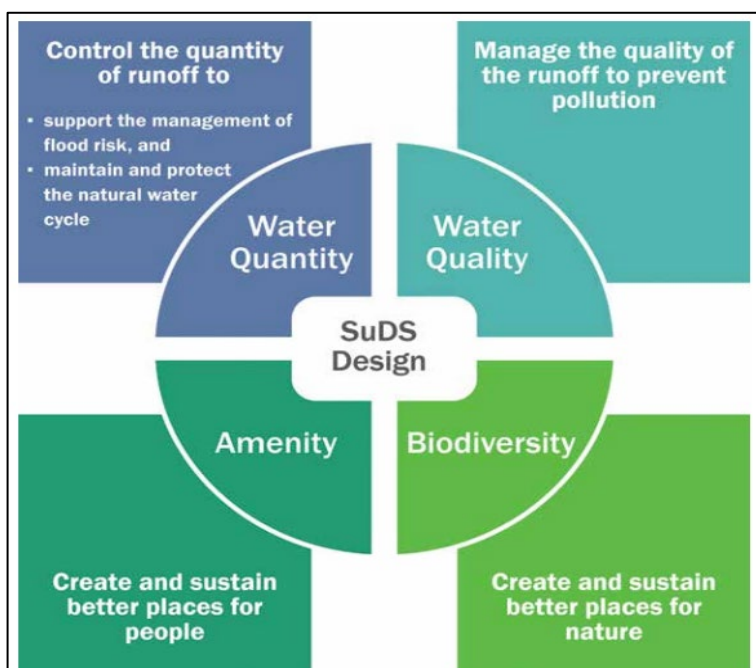 Control the quantity
of runoff to
• support the management of
flood risk, and
• maintain and protect
the natural water
cycle
Manage the quality of
the runoff to prevent
pollution
Water
Quantity
Water
Quality
SuDS
Design
Amenity
Biodiversity
Create and sustain
better places for
people
Create and sustain
better places for
nature